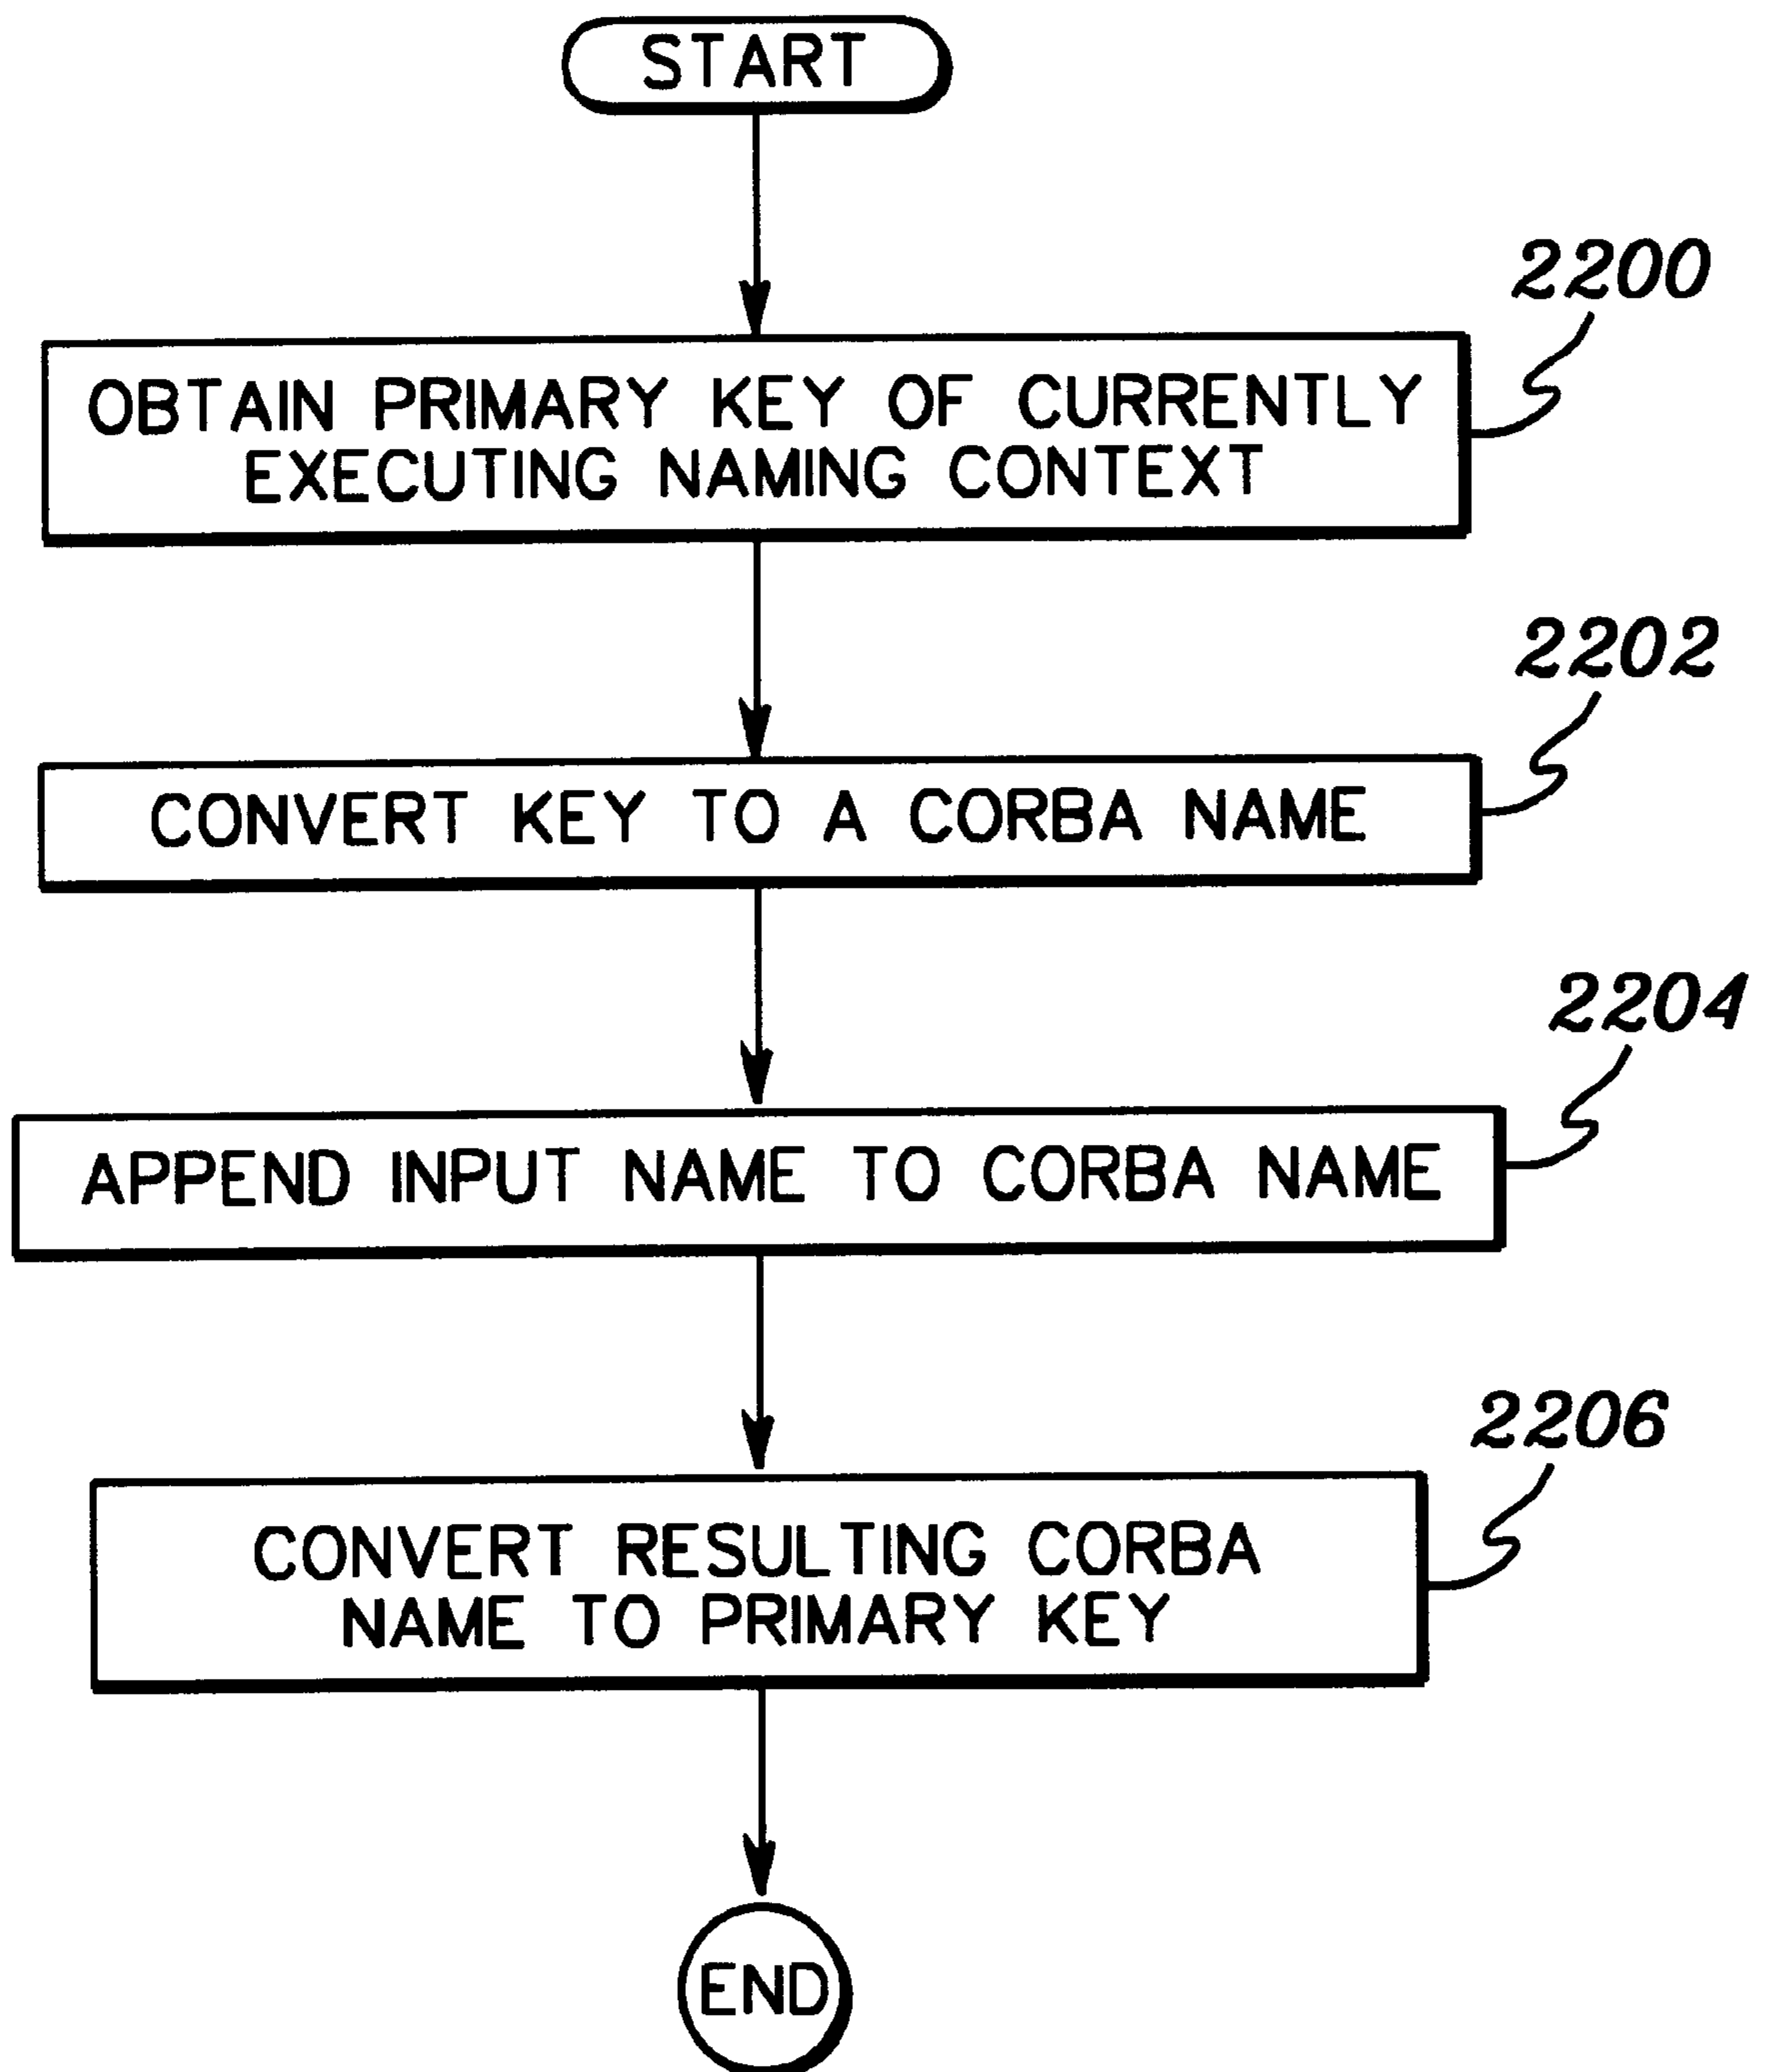 START
2200
OBTAIN PRIMARY KEY OF CURRENTLY
EXECUTING NAMING CONTEXT
2202
CONVERT KEY TO A CORBA NAME
2204
APPEND INPUT NAME TO CORBA NAME
2206
CONVERT RESULTING CORBA
NAME TO PRIMARY KEY
END